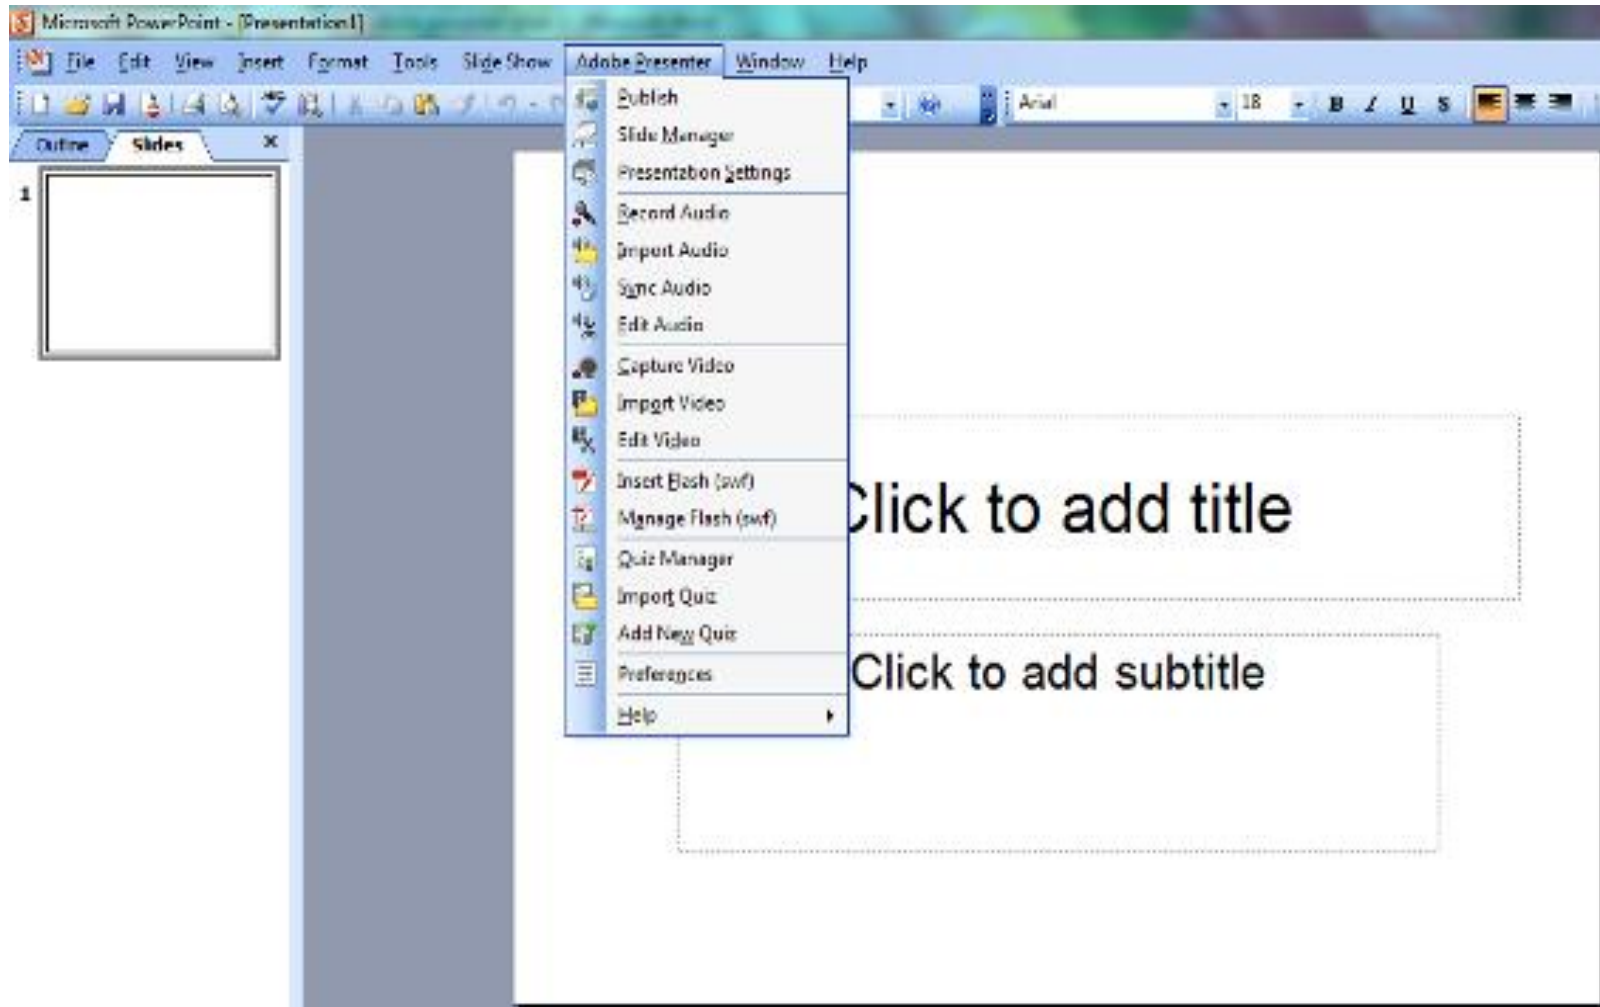 Microsoft PowerPoint - [Presentation1]
File Edit View Insert Format Tools Slide Show Adobe Presenter Window Help
Arial 18 B I U S
Outline Slides x
1
Publish
Slide Manager
Presentation Settings
Record Audio
Import Audio
Sync Audio
Edit Audio
Capture Video
Import Video
Edit Video
Insert Flash (swf)
Manage Flash (swf)
Quiz Manager
Import Quiz
Add New Quiz
Preferences
Help
Click to add title
Click to add subtitle